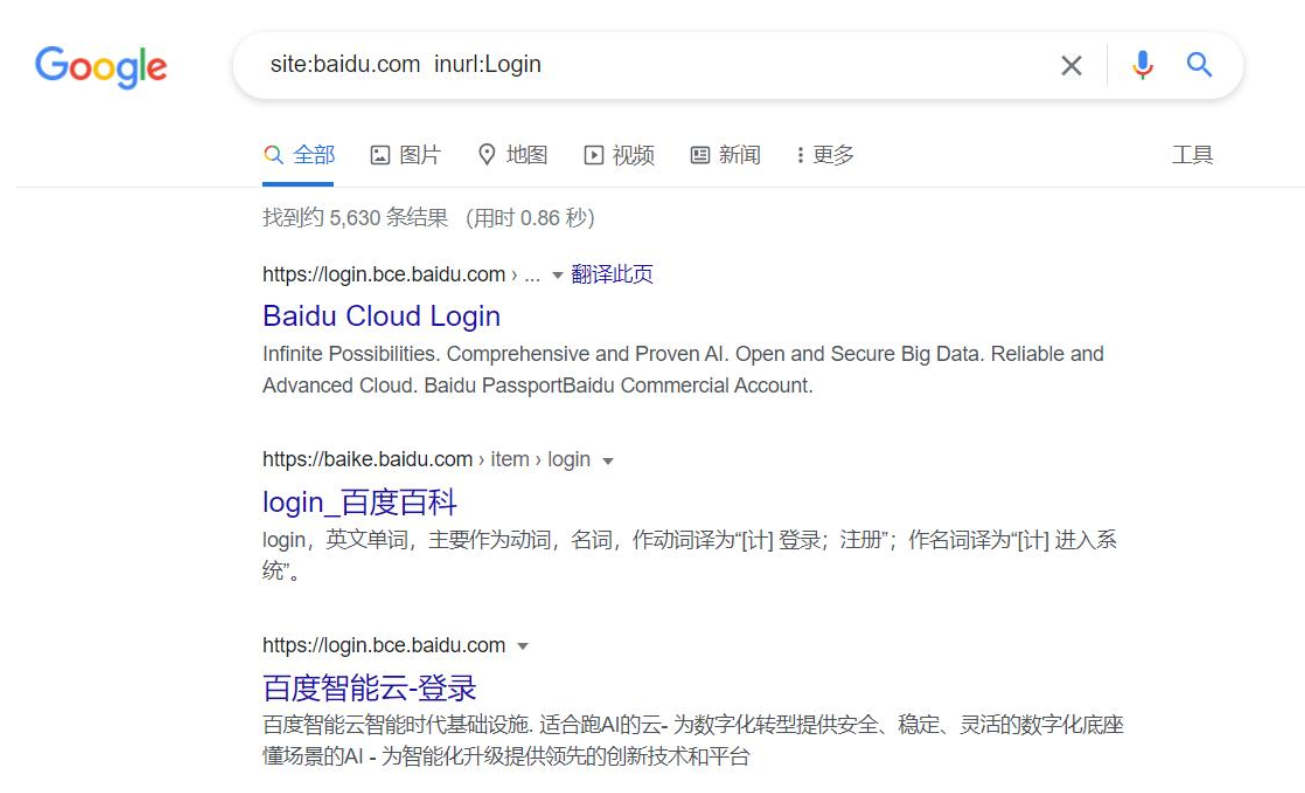 Google
site:baidu.com  inurl:Login
全部 图片 地图 视频 新闻 更多 工具
找到约 5,630 条结果 （用时 0.86 秒）
https://login.bce.baidu.com › ... 翻译此页
Baidu Cloud Login
Infinite Possibilities. Comprehensive and Proven AI. Open and Secure Big Data. Reliable and
Advanced Cloud. Baidu PassportBaidu Commercial Account.
https://baike.baidu.com › item › login
login_百度百科
login，英文单词，主要作为动词，名词，作动词译为“[计] 登录；注册”；作名词译为“[计] 进入系
统”。
https://login.bce.baidu.com
百度智能云-登录
百度智能云智能时代基础设施. 适合跑AI的云- 为数字化转型提供安全、稳定、灵活的数字化底座
懂场景的AI - 为智能化升级提供领先的创新技术和平台